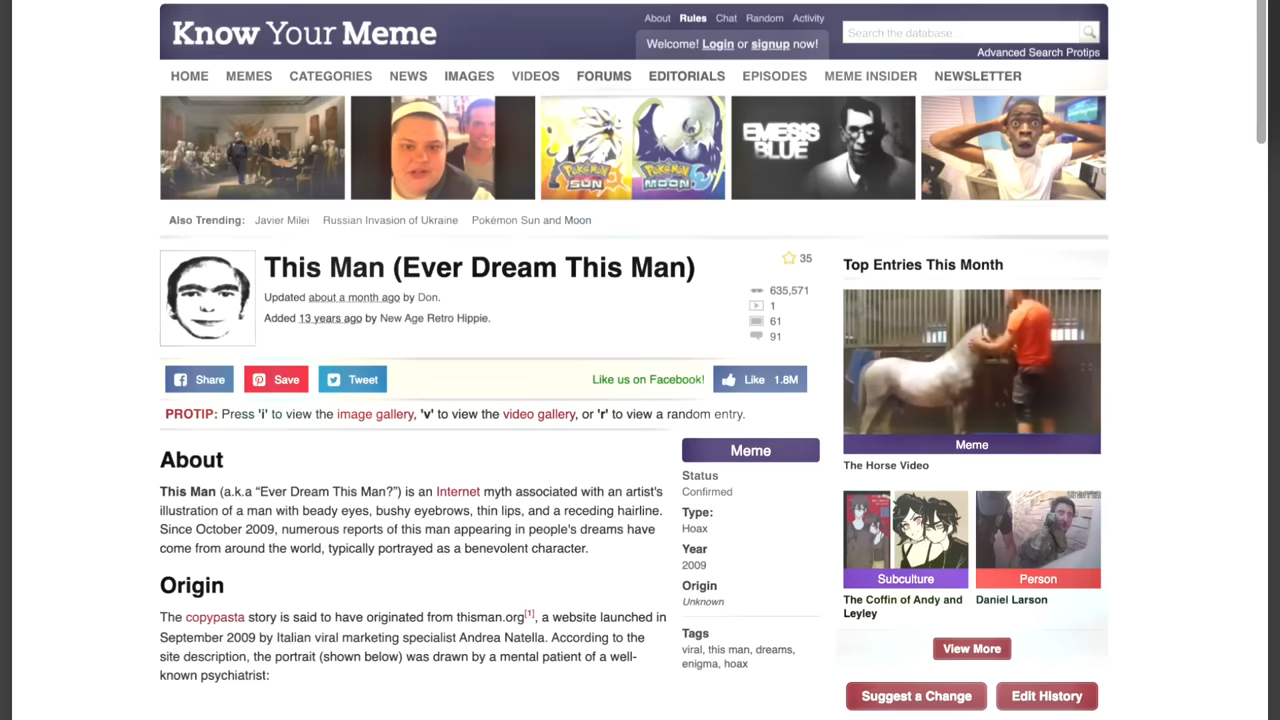 Know Your Meme
About Rules Chat Random Activity
Welcome! Login or signup now!
Search the database...
Advanced Search Protips
HOME MEMES CATEGORIES NEWS IMAGES VIDEOS FORUMS EDITORIALS EPISODES MEME INSIDER NEWSLETTER
POKÉMON SUN
POKÉMON MOON
EMESIS BLUE
Also Trending: Javier Milei Russian Invasion of Ukraine Pokémon Sun and Moon
This Man (Ever Dream This Man)
Updated about a month ago by Don.
Added 13 years ago by New Age Retro Hippie.
35
635,571
1
61
91
Share Save Tweet Like us on Facebook! Like 1.8M
PROTIP: Press 'i' to view the image gallery, 'v' to view the video gallery, or 'r' to view a random entry.
About
This Man (a.k.a “Ever Dream This Man?”) is an Internet myth associated with an artist's
illustration of a man with beady eyes, bushy eyebrows, thin lips, and a receding hairline.
Since October 2009, numerous reports of this man appearing in people's dreams have
come from around the world, typically portrayed as a benevolent character.
Origin
The copypasta story is said to have originated from thisman.org[1], a website launched in
September 2009 by Italian viral marketing specialist Andrea Natella. According to the
site description, the portrait (shown below) was drawn by a mental patient of a well-
known psychiatrist:
Meme
Status
Confirmed
Type:
Hoax
Year
2009
Origin
Unknown
Tags
viral, this man, dreams,
enigma, hoax
Top Entries This Month
Meme
The Horse Video
Subculture
The Coffin of Andy and
Leyley
Person
Daniel Larson
View More
Suggest a Change
Edit History